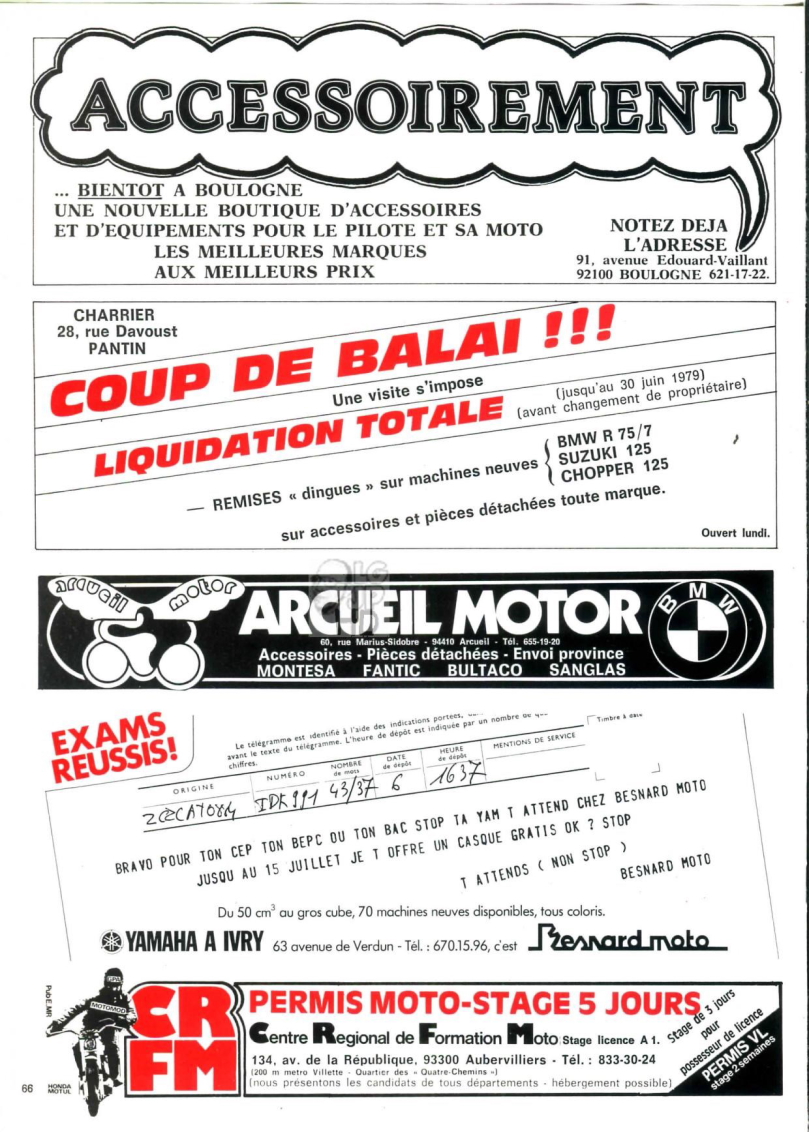 ACCESSOIREMENT
... BIENTOT A BOULOGNE
UNE NOUVELLE BOUTIQUE D'ACCESSOIRES
ET D'EQUIPEMENTS POUR LE PILOTE ET SA MOTO
LES MEILLEURES MARQUES
AUX MEILLEURS PRIX
NOTEZ DEJA
L'ADRESSE
91, avenue Edouard-Vaillant
92100 BOULOGNE 621-17-22.
CHARRIER
28, rue Davoust
PANTIN
COUP DE BALAI !!!
Une visite s'impose
LIQUIDATION TOTALE
(jusqu'au 30 juin 1979)
(avant changement de propriétaire)
— REMISES « dingues » sur machines neuves
BMW R 75/7
SUZUKI 125
CHOPPER 125
sur accessoires et pièces détachées toute marque.
Ouvert lundi.
arcueil motor
ARCUEIL MOTOR
BMW
60, rue Marius-Sidobre - 94410 Arcueil - Tél. 655-19-20
Accessoires - Pièces détachées - Envoi province
MONTESA FANTIC BULTACO SANGLAS
EXAMS
REUSSIS!
Le télégramme est identifié à l'aide des indications portées,
avant le texte du télégramme. L'heure de dépôt est indiquée par un nombre de
chiffres.
Timbre à date
ORIGINE
NUMÉRO
NOMBRE
de mots
DATE
de dépôt
HEURE
de dépôt
MENTIONS DE SERVICE
43/37 6 1637
BRAVO POUR TON CEP TON BEPC OU TON BAC STOP TA YAM T ATTEND CHEZ BESNARD MOTO
JUSQU AU 15 JUILLET JE T OFFRE UN CASQUE GRATIS OK ? STOP
T ATTENDS ( NON STOP )
BESNARD MOTO
Du 50 cm³ au gros cube, 70 machines neuves disponibles, tous coloris.
YAMAHA A IVRY 63 avenue de Verdun - Tél. : 670.15.96, c'est Besnard moto
Pub E.MR
MOTOMOD
CR
FM
PERMIS MOTO-STAGE 5 JOURS
Centre Regional de Formation Moto Stage licence A 1.
134, av. de la République, 93300 Aubervilliers - Tél. : 833-30-24
(200 m metro Villette - Quartier des « Quatre-Chemins »)
(nous présentons les candidats de tous départements - hébergement possible)
Stage de 3 jours
pour
possesseur de licence
PERMIS VL
stage 2 semaines
66
HONDA
MOTUL